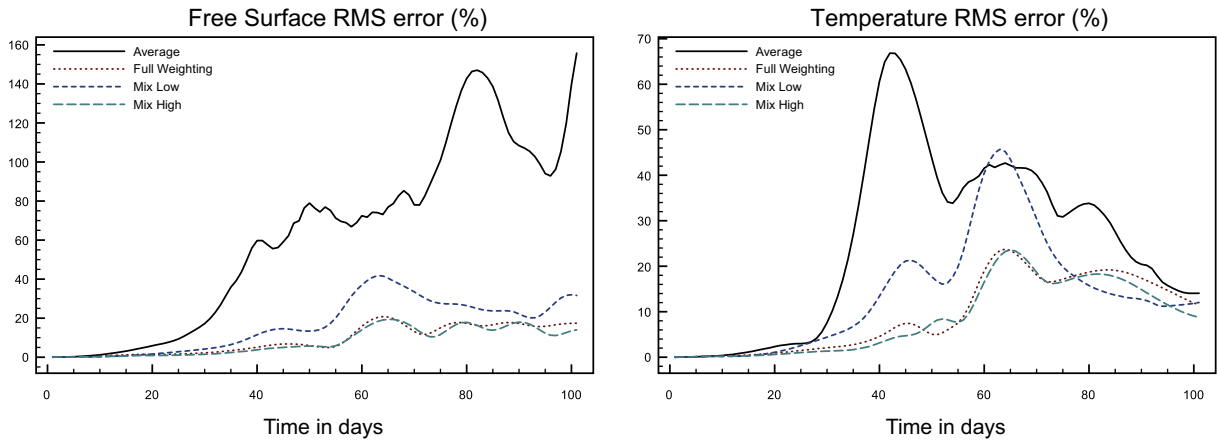 Free Surface RMS error (%)
160
140
120
100
80
60
40
20
0
Average
Full Weighting
Mix Low
Mix High
0 20 40 60 80 100
Time in days
Temperature RMS error (%)
70
60
50
40
30
20
10
0
Average
Full Weighting
Mix Low
Mix High
0 20 40 60 80 100
Time in days